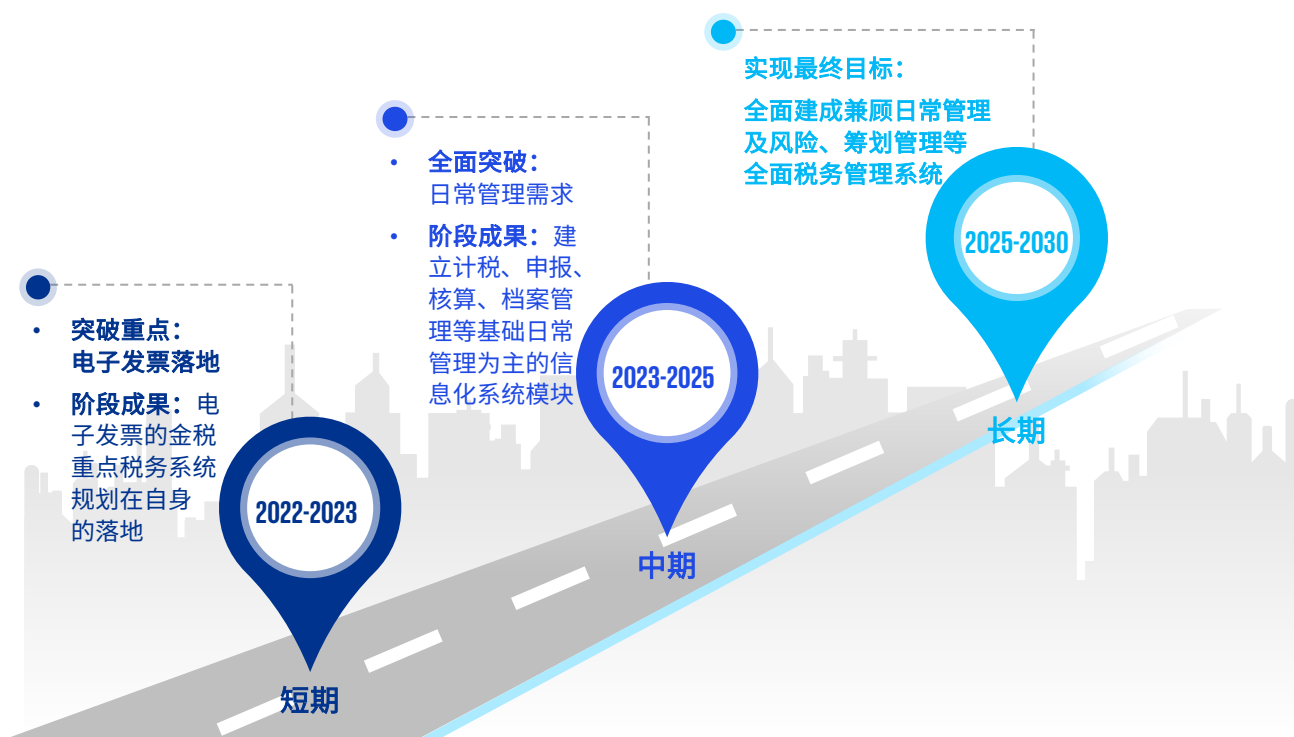 • 突破重点：
电子发票落地
• 阶段成果：电
子发票的金税
重点税务系统
规划在自身
的落地
2022-2023
短期
• 全面突破：
日常管理需求
• 阶段成果：建
立计税、申报、
核算、档案管
理等基础日常
管理为主的信
息化系统模块
2023-2025
中期
实现最终目标：
全面建成兼顾日常管理
及风险、筹划管理等
全面税务管理系统
2025-2030
长期